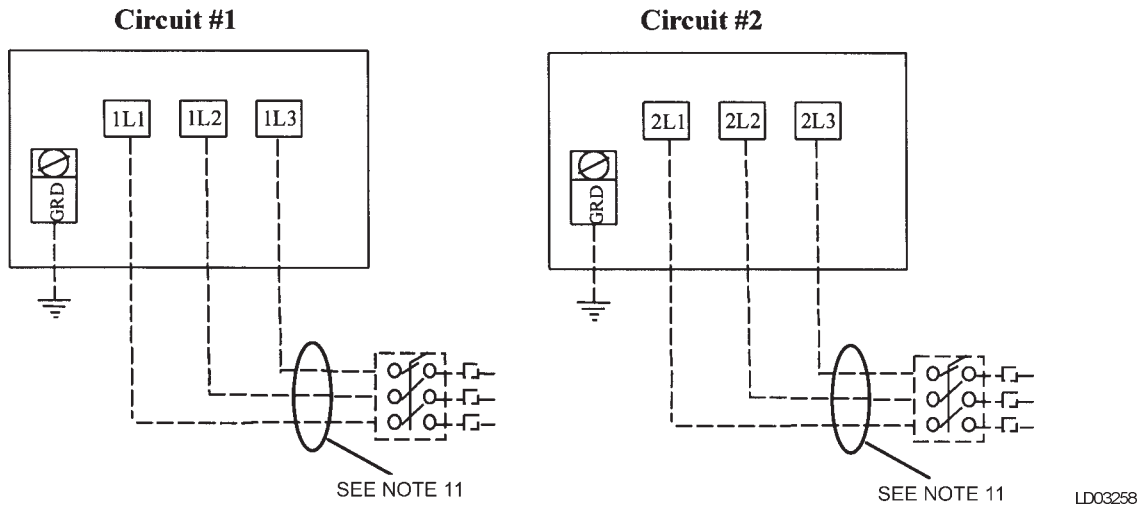 Circuit #1
1L1 1L2 1L3
GRD
SEE NOTE 11
Circuit #2
2L1 2L2 2L3
GRD
SEE NOTE 11
LD03258